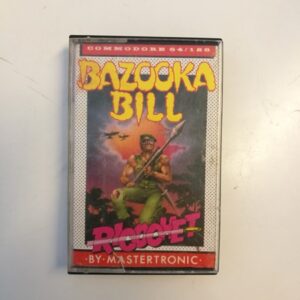 COMMODORE 64/128
BAZOOKA
BILL
RICOCHET
·BY·MASTERTRONIC·